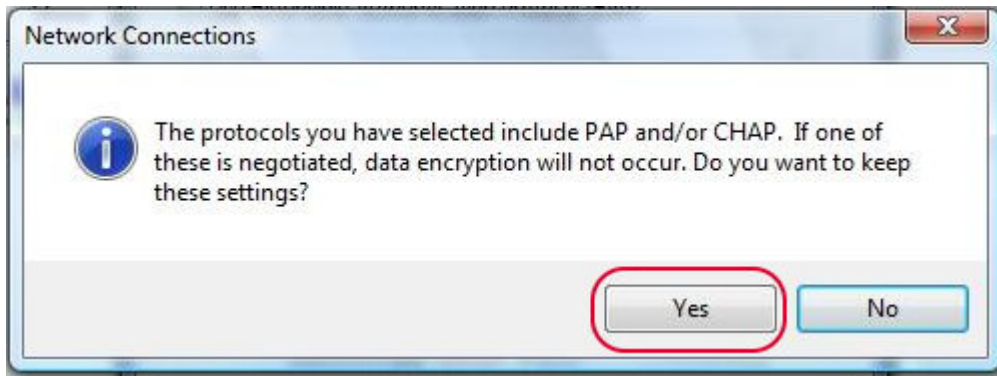 Network Connections
The protocols you have selected include PAP and/or CHAP.  If one of
these is negotiated, data encryption will not occur. Do you want to keep
these settings?
Yes
No